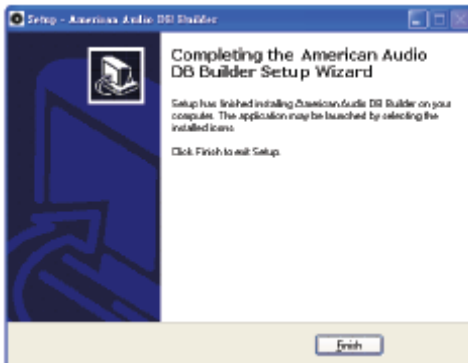 Setup - American Audio DB Builder
Completing the American Audio
DB Builder Setup Wizard
Setup has finished installing American Audio DB Builder on your
computer. The application may be launched by selecting the
installed icons.
Click Finish to exit Setup.
Finish